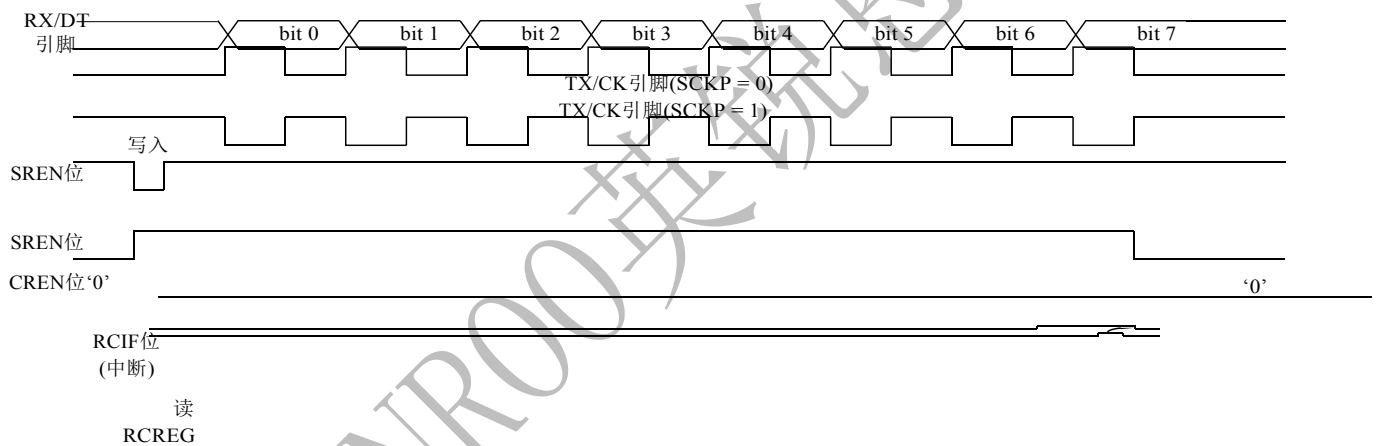 RX/DT
引脚
bit 0 bit 1 bit 2 bit 3 bit 4 bit 5 bit 6 bit 7
TX/CK引脚(SCKP = 0)
TX/CK引脚(SCKP = 1)
写入
SREN位
SREN位
CREN位‘0’ ‘0’
RCIF位
(中断)
读
RCREG